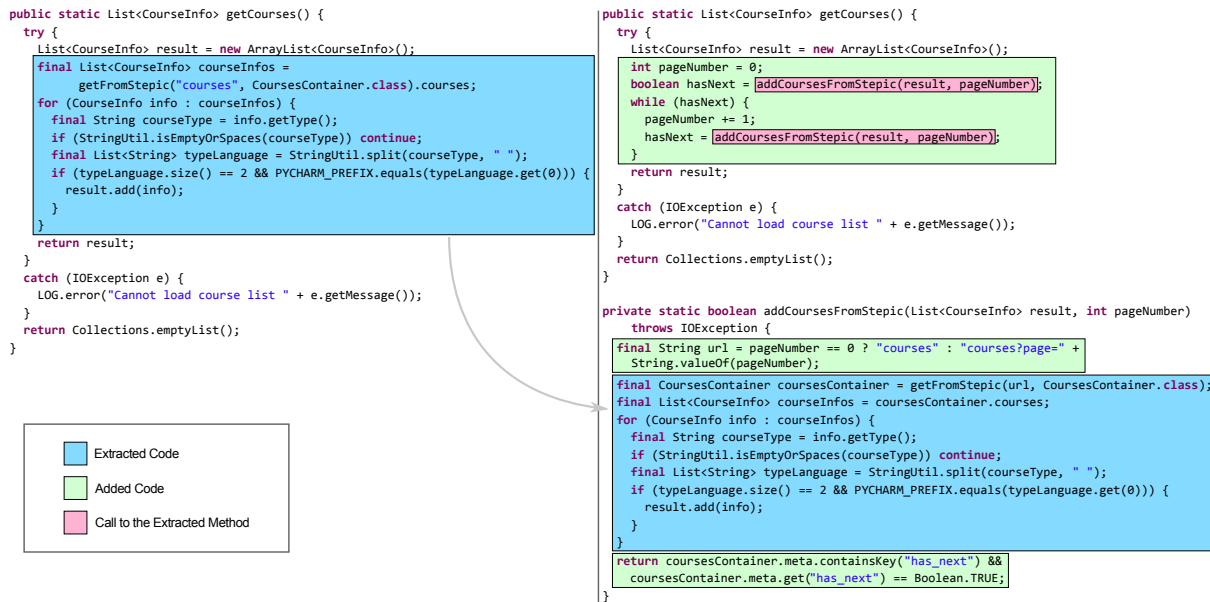 public static List<CourseInfo> getCourses() {
  try {
    List<CourseInfo> result = new ArrayList<CourseInfo>();
    final List<CourseInfo> courseInfos =
          getFromStepic("courses", CoursesContainer.class).courses;
    for (CourseInfo info : courseInfos) {
      final String courseType = info.getType();
      if (StringUtil.isEmptyOrSpaces(courseType)) continue;
      final List<String> typeLanguage = StringUtil.split(courseType, " ");
      if (typeLanguage.size() == 2 && PYCHARM_PREFIX.equals(typeLanguage.get(0))) {
        result.add(info);
      }
    }
    return result;
  }
  catch (IOException e) {
    LOG.error("Cannot load course list " + e.getMessage());
  }
  return Collections.emptyList();
}
Extracted Code
Added Code
Call to the Extracted Method
public static List<CourseInfo> getCourses() {
  try {
    List<CourseInfo> result = new ArrayList<CourseInfo>();
    int pageNumber = 0;
    boolean hasNext = addCoursesFromStepic(result, pageNumber);
    while (hasNext) {
      pageNumber += 1;
      hasNext = addCoursesFromStepic(result, pageNumber);
    }
    return result;
  }
  catch (IOException e) {
    LOG.error("Cannot load course list " + e.getMessage());
  }
  return Collections.emptyList();
}
private static boolean addCoursesFromStepic(List<CourseInfo> result, int pageNumber)
    throws IOException {
  final String url = pageNumber == 0 ? "courses" : "courses?page=" +
    String.valueOf(pageNumber);
  final CoursesContainer coursesContainer = getFromStepic(url, CoursesContainer.class);
  final List<CourseInfo> courseInfos = coursesContainer.courses;
  for (CourseInfo info : courseInfos) {
    final String courseType = info.getType();
    if (StringUtil.isEmptyOrSpaces(courseType)) continue;
    final List<String> typeLanguage = StringUtil.split(courseType, " ");
    if (typeLanguage.size() == 2 && PYCHARM_PREFIX.equals(typeLanguage.get(0))) {
      result.add(info);
    }
  }
  return coursesContainer.meta.containsKey("has_next") &&
    coursesContainer.meta.get("has_next") == Boolean.TRUE;
}